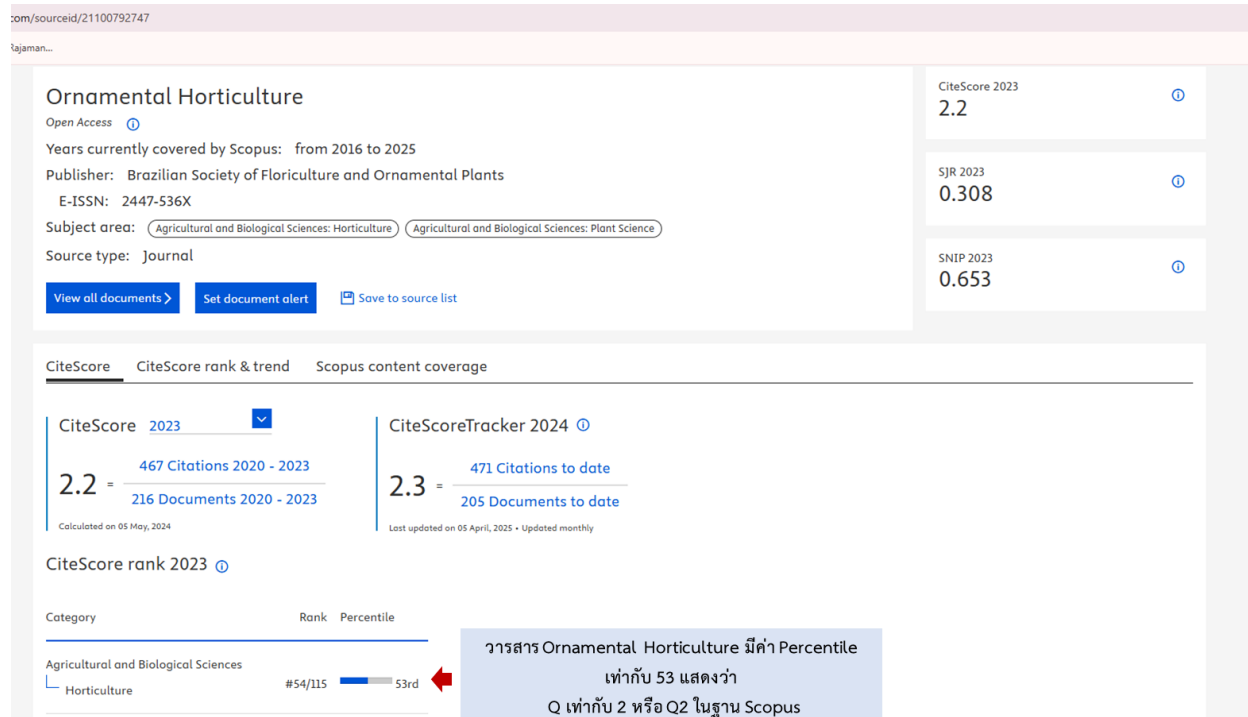 com/sourceid/21100792747
Rajaman...
Ornamental Horticulture
Open Access
Years currently covered by Scopus: from 2016 to 2025
Publisher: Brazilian Society of Floriculture and Ornamental Plants
E-ISSN: 2447-536X
Subject area: Agricultural and Biological Sciences: Horticulture Agricultural and Biological Sciences: Plant Science
Source type: Journal
View all documents Set document alert Save to source list
CiteScore 2023
2.2
SJR 2023
0.308
SNIP 2023
0.653
CiteScore CiteScore rank & trend Scopus content coverage
CiteScore 2023
2.2 = 467 Citations 2020 - 2023
216 Documents 2020 - 2023
Calculated on 05 May, 2024
CiteScoreTracker 2024
2.3 = 471 Citations to date
205 Documents to date
Last updated on 05 April, 2025 • Updated monthly
CiteScore rank 2023
Category Rank Percentile
Agricultural and Biological Sciences
Horticulture #54/115 53rd
วารสาร Ornamental Horticulture มีค่า Percentile
เท่ากับ 53 แสดงว่า
Q เท่ากับ 2 หรือ Q2 ในฐาน Scopus